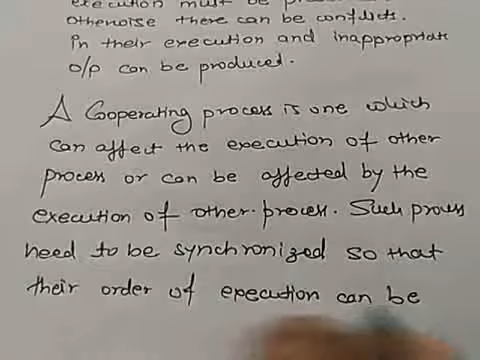 execution must be
otherwise there can be conflicts.
in their execution and inappropriate
o/p can be produced.
A Cooperating process is one which
can affect the execution of other
process or can be affected by the
execution of other process. Such process
need to be synchronized so that
their order of execution can be